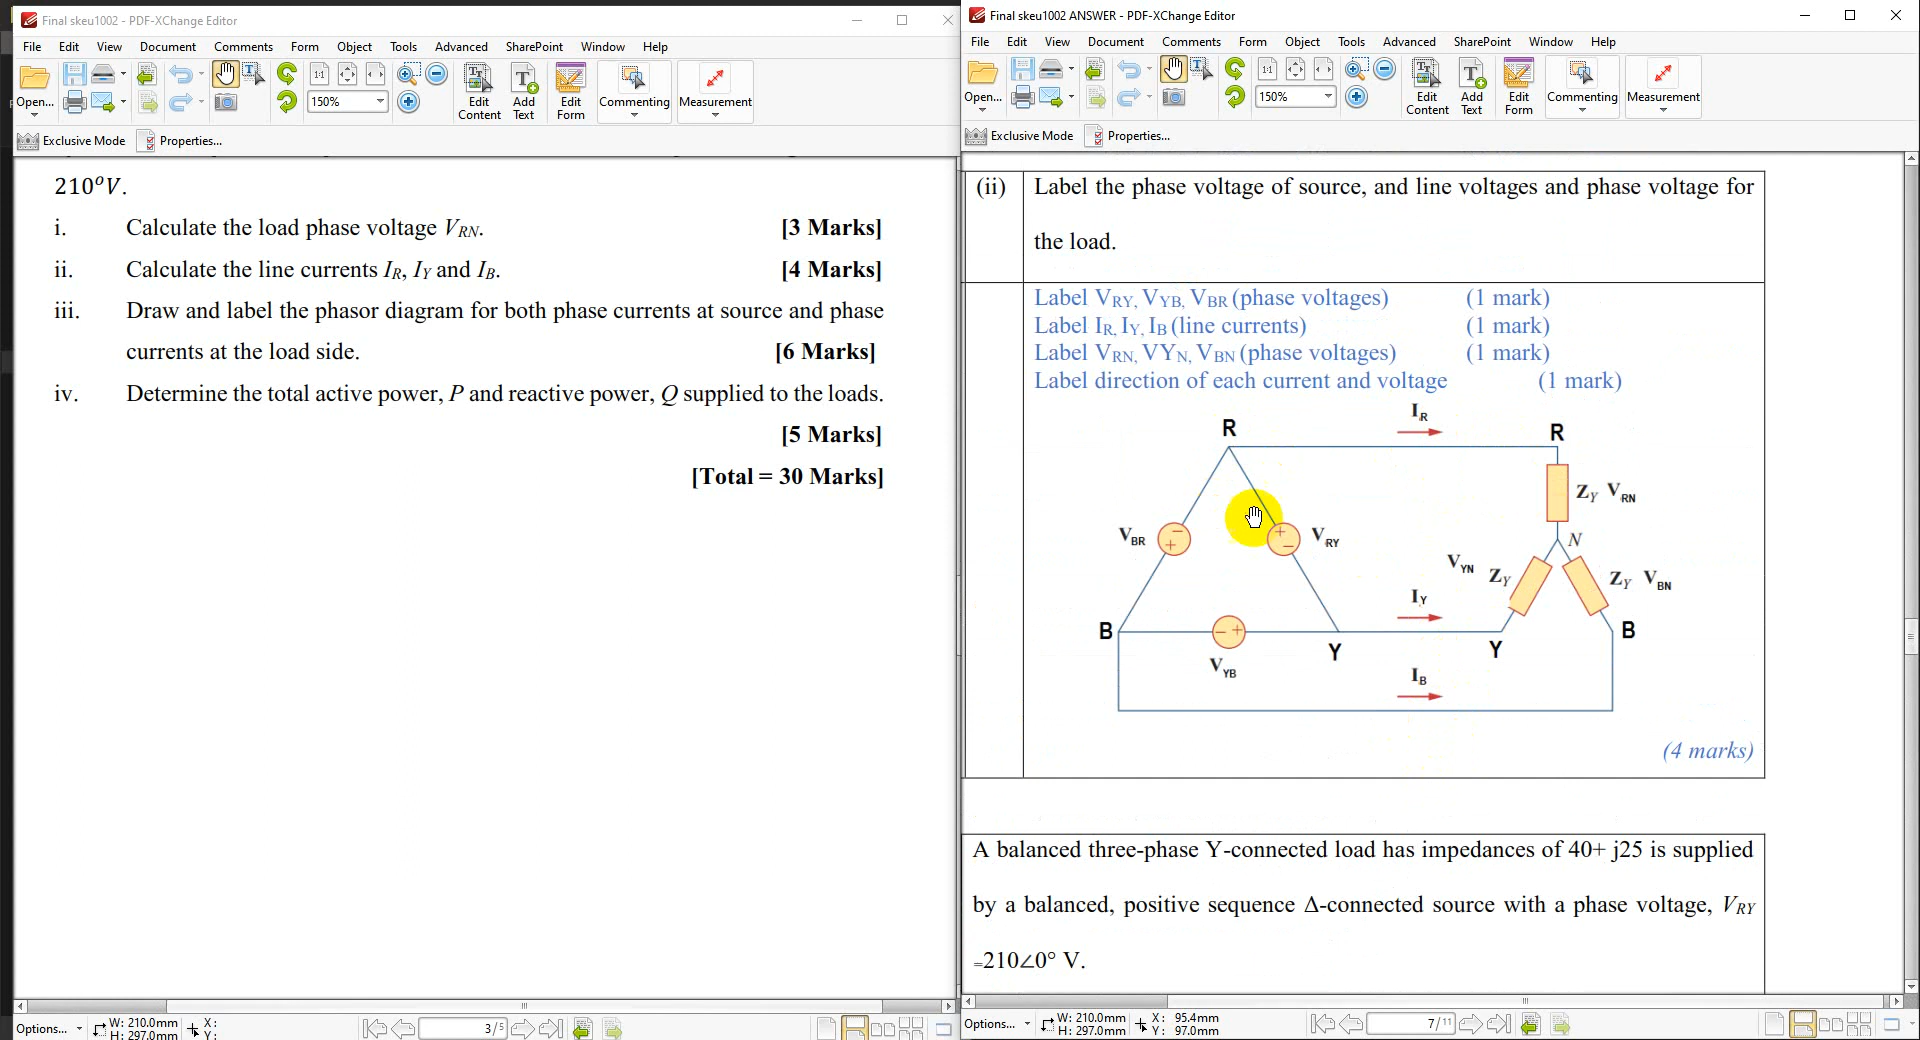 Final skeu1002 - PDF-XChange Editor
File Edit View Document Comments Form Object Tools Advanced SharePoint Window Help
Open...
150%
Edit Content
Add Text
Edit Form
Commenting
Measurement
Exclusive Mode
Properties...
210°V.
i. Calculate the load phase voltage VRN. [3 Marks]
ii. Calculate the line currents IR, IY and IB. [4 Marks]
iii. Draw and label the phasor diagram for both phase currents at source and phase
currents at the load side. [6 Marks]
iv. Determine the total active power, P and reactive power, Q supplied to the loads.
[5 Marks]
[Total = 30 Marks]
Options...
W: 210.0mm
H: 297.0mm
X:
Y:
3/5
Final skeu1002 ANSWER - PDF-XChange Editor
File Edit View Document Comments Form Object Tools Advanced SharePoint Window Help
Open...
150%
Edit Content
Add Text
Edit Form
Commenting
Measurement
Exclusive Mode
Properties...
(ii) Label the phase voltage of source, and line voltages and phase voltage for
the load.
Label VRY, VYB, VBR (phase voltages) (1 mark)
Label IR, IY, IB (line currents) (1 mark)
Label VRN, VYN, VBN (phase voltages) (1 mark)
Label direction of each current and voltage (1 mark)
IR
R R
ZY VRN
VBR − + + − VRY
N
VYN ZY ZY VBN
IY
B − + Y Y B
VYB
IB
(4 marks)
A balanced three-phase Y-connected load has impedances of 40+ j25 is supplied
by a balanced, positive sequence Δ-connected source with a phase voltage, VRY
=210∠0° V.
Options...
W: 210.0mm
H: 297.0mm
X: 95.4mm
Y: 97.0mm
7/11